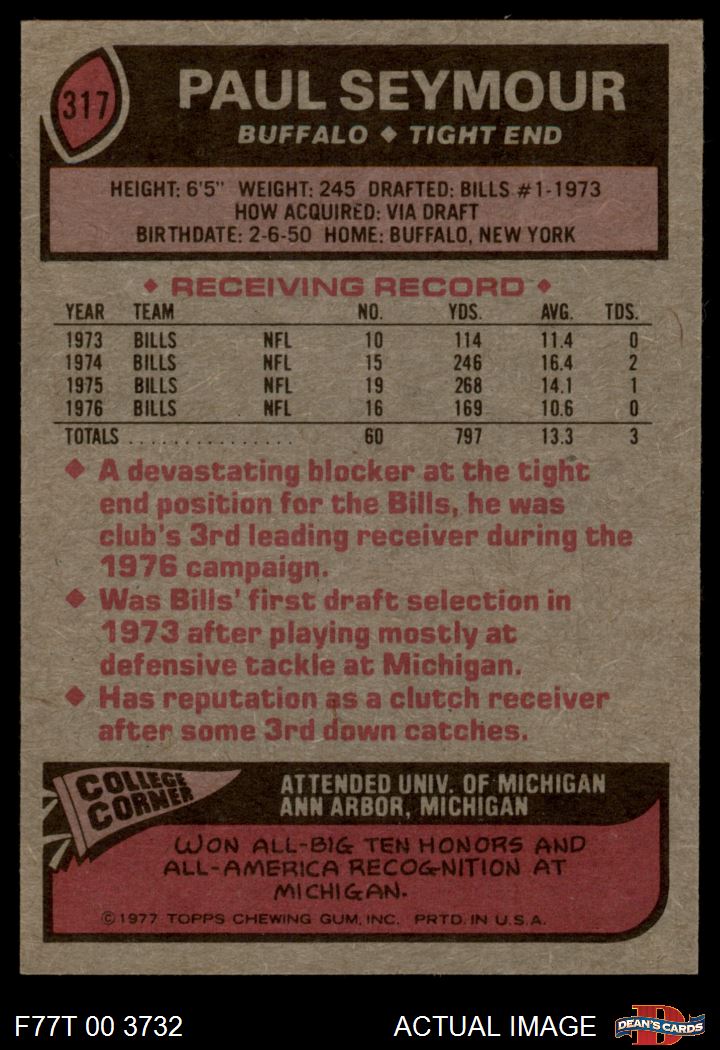 317
PAUL SEYMOUR
BUFFALO ◆ TIGHT END
HEIGHT: 6'5" WEIGHT: 245 DRAFTED: BILLS #1-1973
HOW ACQUIRED: VIA DRAFT
BIRTHDATE: 2-6-50 HOME: BUFFALO, NEW YORK
◆ RECEIVING RECORD ◆
YEAR TEAM NO. YDS. AVG. TDS.
1973 BILLS NFL 10 114 11.4 0
1974 BILLS NFL 15 246 16.4 2
1975 BILLS NFL 19 268 14.1 1
1976 BILLS NFL 16 169 10.6 0
TOTALS ............... 60 797 13.3 3
◆ A devastating blocker at the tight
end position for the Bills, he was
club's 3rd leading receiver during the
1976 campaign.
◆ Was Bills' first draft selection in
1973 after playing mostly at
defensive tackle at Michigan.
◆ Has reputation as a clutch receiver
after some 3rd down catches.
COLLEGE
CORNER
ATTENDED UNIV. OF MICHIGAN
ANN ARBOR, MICHIGAN
WON ALL-BIG TEN HONORS AND
ALL-AMERICA RECOGNITION AT
MICHIGAN.
©1977 TOPPS CHEWING GUM, INC. PRTD. IN U.S.A.
F77T 00 3732
ACTUAL IMAGE
D
DEAN'S CARDS